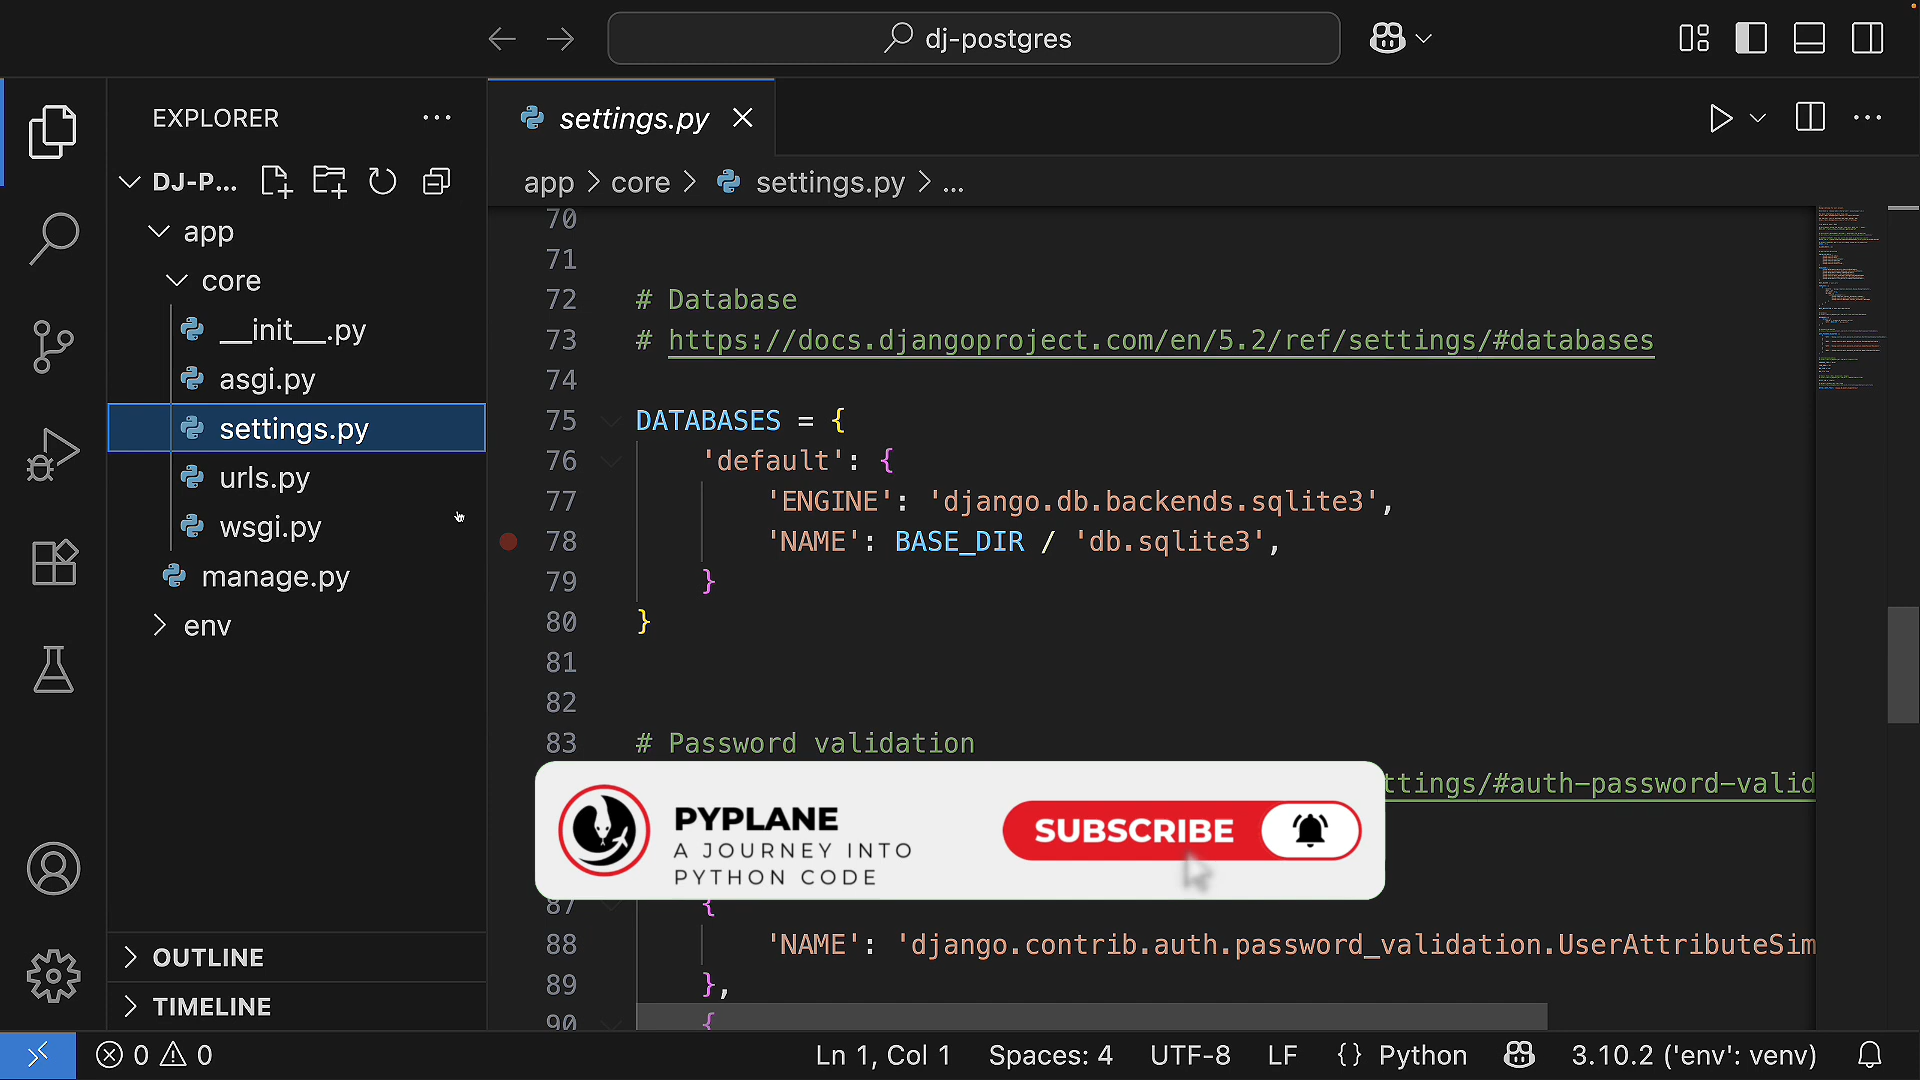 dj-postgres
EXPLORER
settings.py
DJ-P...
app > core > settings.py > ...
app
core
__init__.py
asgi.py
settings.py
urls.py
wsgi.py
manage.py
env
OUTLINE
TIMELINE
70
71
72 # Database
73 # https://docs.djangoproject.com/en/5.2/ref/settings/#databases
74
75 DATABASES = {
76 'default': {
77 'ENGINE': 'django.db.backends.sqlite3',
78 'NAME': BASE_DIR / 'db.sqlite3',
79 }
80 }
81
82
83 # Password validation
ttings/#auth-password-valid
PYPLANE
A JOURNEY INTO
PYTHON CODE
SUBSCRIBE
87 {
88 'NAME': 'django.contrib.auth.password_validation.UserAttributeSim
89 },
90 {
0 0
Ln 1, Col 1
Spaces: 4
UTF-8
LF
{} Python
3.10.2 ('env': venv)